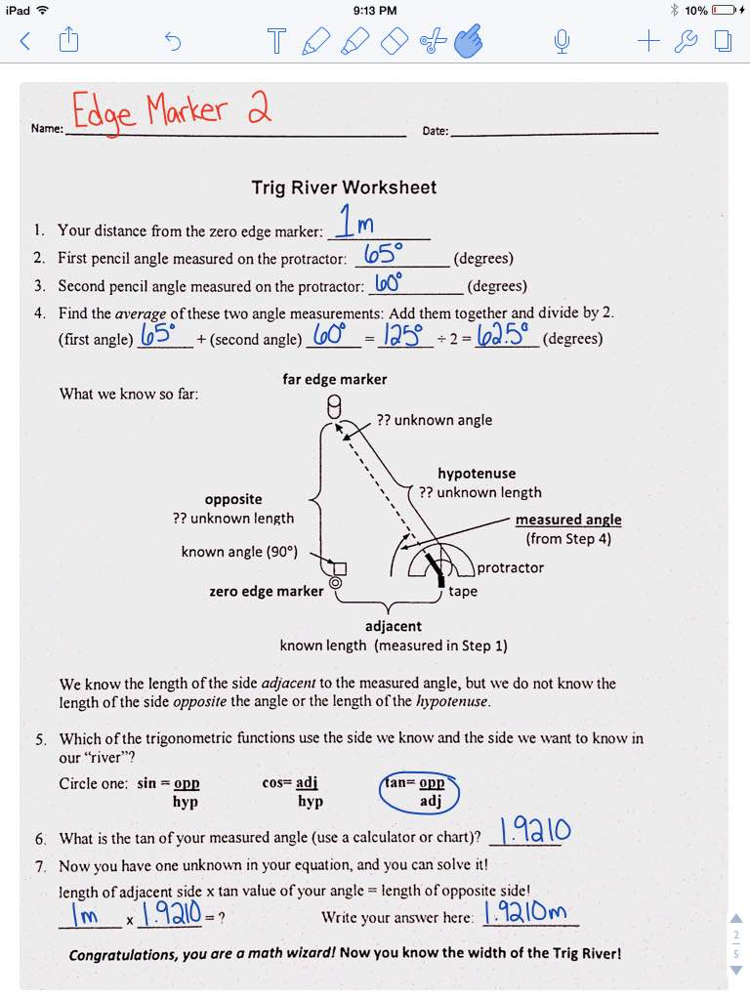 iPad 9:13 PM 10%
T
Edge Marker 2
Name: Date:
Trig River Worksheet
1. Your distance from the zero edge marker: 1m
2. First pencil angle measured on the protractor: 65° (degrees)
3. Second pencil angle measured on the protractor: 60° (degrees)
4. Find the average of these two angle measurements: Add them together and divide by 2.
(first angle) 65° + (second angle) 60° = 125° ÷ 2 = 62.5° (degrees)
far edge marker
What we know so far:
?? unknown angle
hypotenuse
?? unknown length
opposite
?? unknown length
measured angle
(from Step 4)
known angle (90°)
protractor
zero edge marker
tape
adjacent
known length (measured in Step 1)
We know the length of the side adjacent to the measured angle, but we do not know the
length of the side opposite the angle or the length of the hypotenuse.
5. Which of the trigonometric functions use the side we know and the side we want to know in
our “river”?
Circle one: sin = opp cos= adj tan= opp
hyp hyp adj
6. What is the tan of your measured angle (use a calculator or chart)? 1.9210
7. Now you have one unknown in your equation, and you can solve it!
length of adjacent side x tan value of your angle = length of opposite side!
1m x 1.9210 = ? Write your answer here: 1.9210m
Congratulations, you are a math wizard! Now you know the width of the Trig River!
2
5